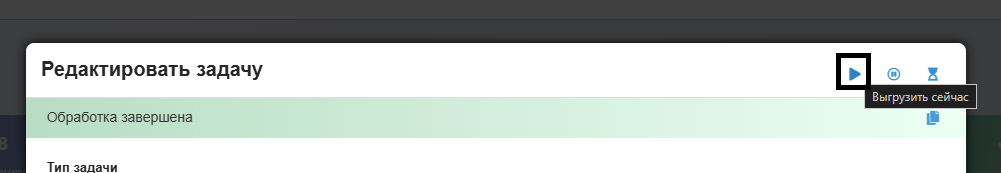 Редактировать задачу
Выгрузить сейчас
Обработка завершена
Тип задачи